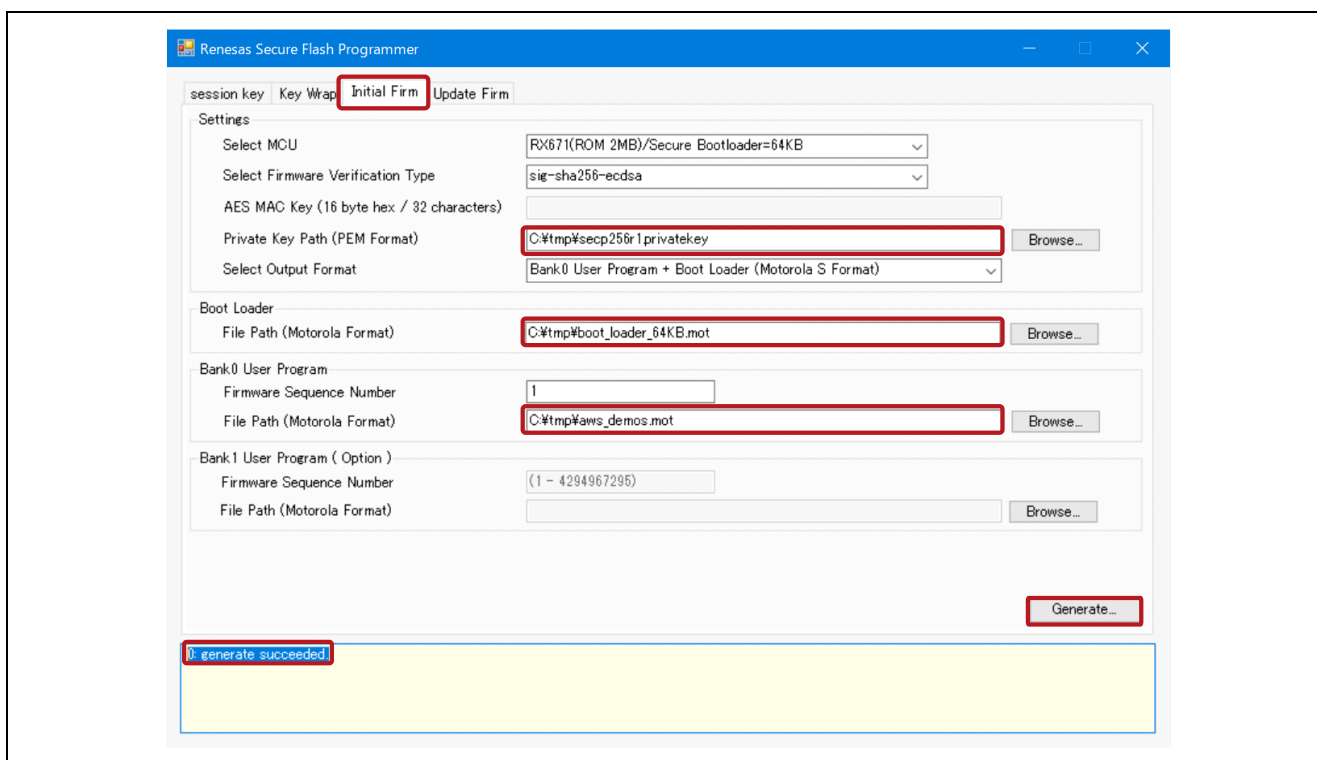 Renesas Secure Flash Programmer
session key Key Wrap Initial Firm Update Firm
Settings
Select MCU RX671(ROM 2MB)/Secure Bootloader=64KB
Select Firmware Verification Type sig-sha256-ecdsa
AES MAC Key (16 byte hex / 32 characters)
Private Key Path (PEM Format) C:¥tmp¥secp256r1.privatekey Browse...
Select Output Format Bank0 User Program + Boot Loader (Motorola S Format)
Boot Loader
File Path (Motorola Format) C:¥tmp¥boot_loader_64KB.mot Browse...
Bank0 User Program
Firmware Sequence Number 1
File Path (Motorola Format) C:¥tmp¥aws_demos.mot Browse...
Bank1 User Program ( Option )
Firmware Sequence Number (1 - 4294967295)
File Path (Motorola Format) Browse...
Generate...
0: generate succeeded.